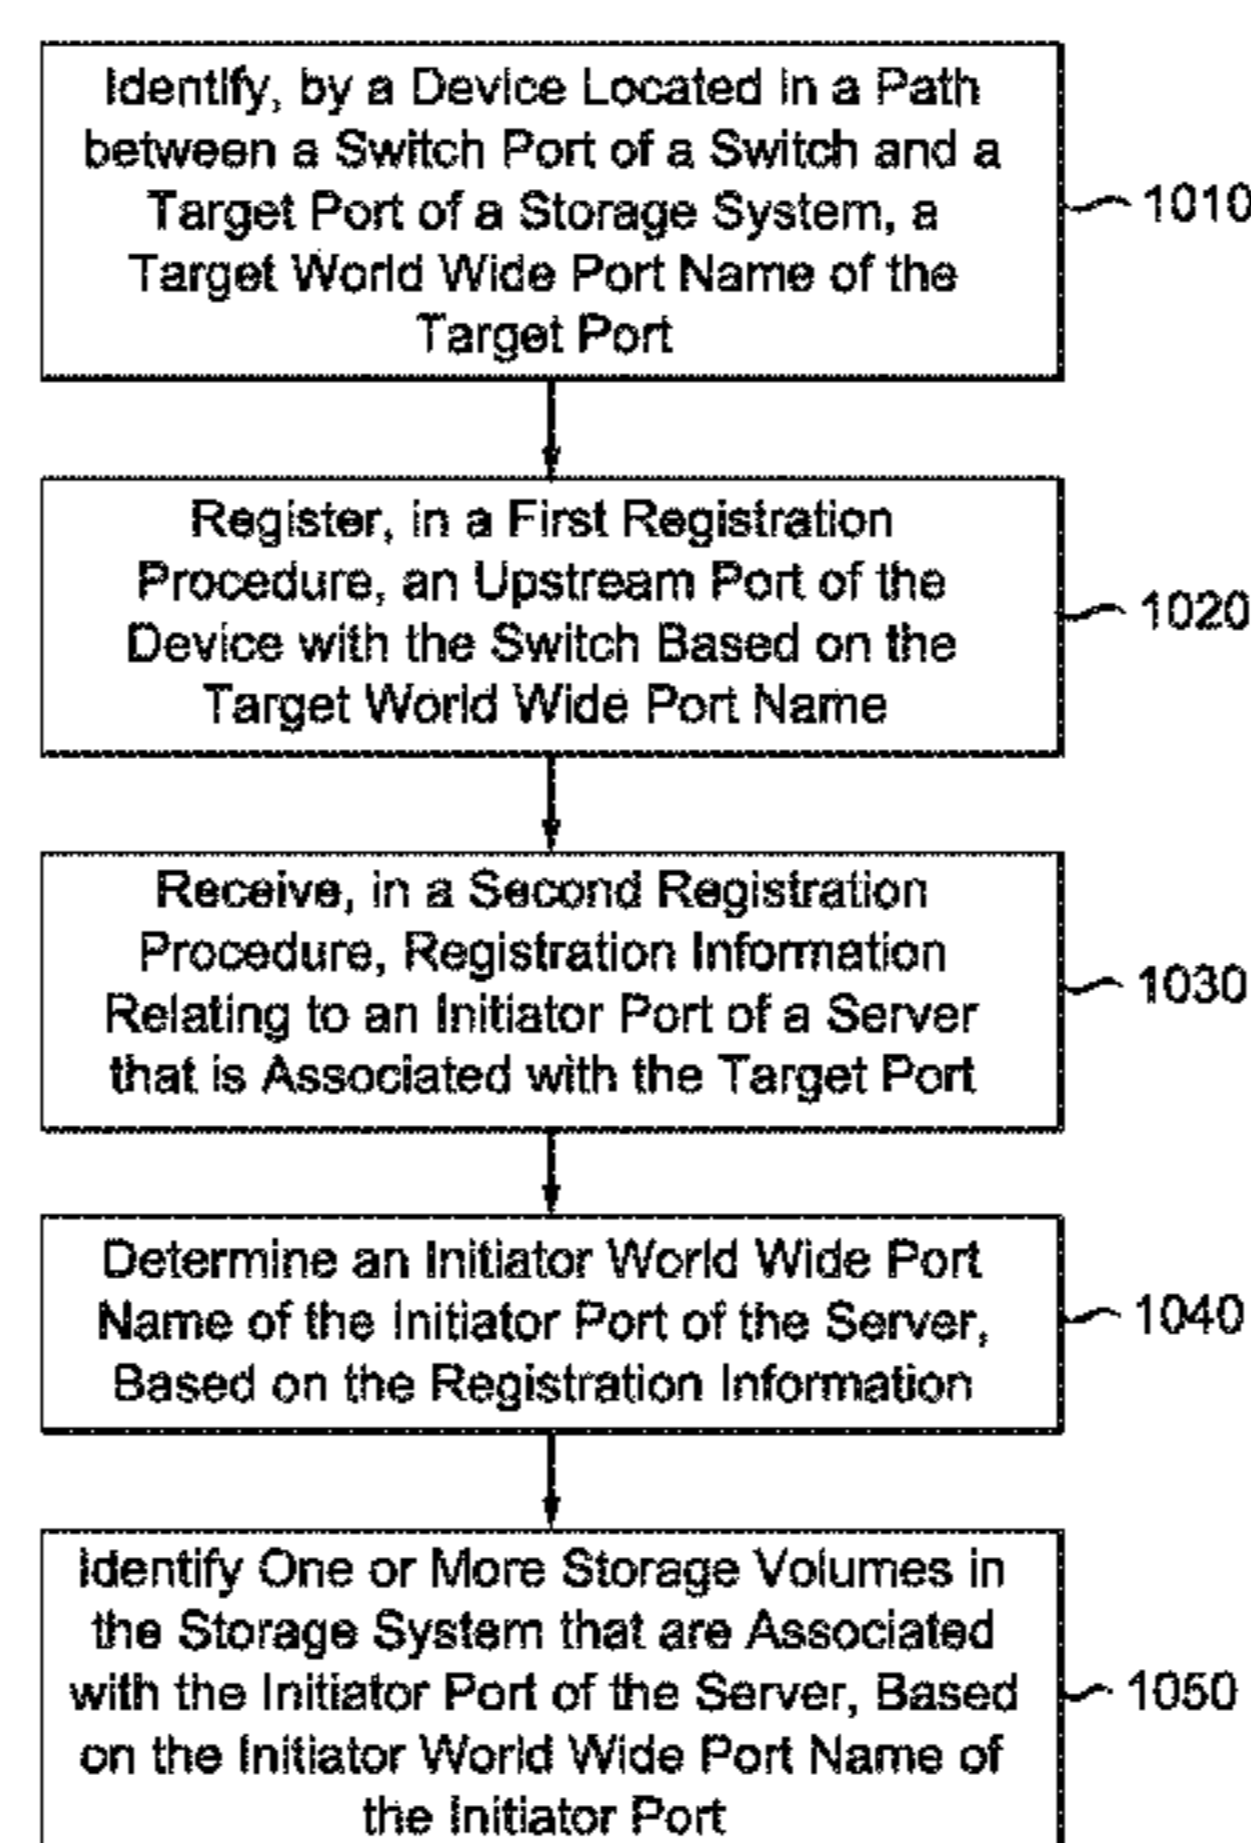 Identify, by a Device Located in a Path
between a Switch Port of a Switch and a
Target Port of a Storage System, a
Target World Wide Port Name of the
Target Port
1010
Register, in a First Registration
Procedure, an Upstream Port of the
Device with the Switch Based on the
Target World Wide Port Name
1020
Receive, in a Second Registration
Procedure, Registration Information
Relating to an Initiator Port of a Server
that is Associated with the Target Port
1030
Determine an Initiator World Wide Port
Name of the Initiator Port of the Server,
Based on the Registration Information
1040
Identify One or More Storage Volumes in
the Storage System that are Associated
with the Initiator Port of the Server, Based
on the Initiator World Wide Port Name of
the Initiator Port
1050